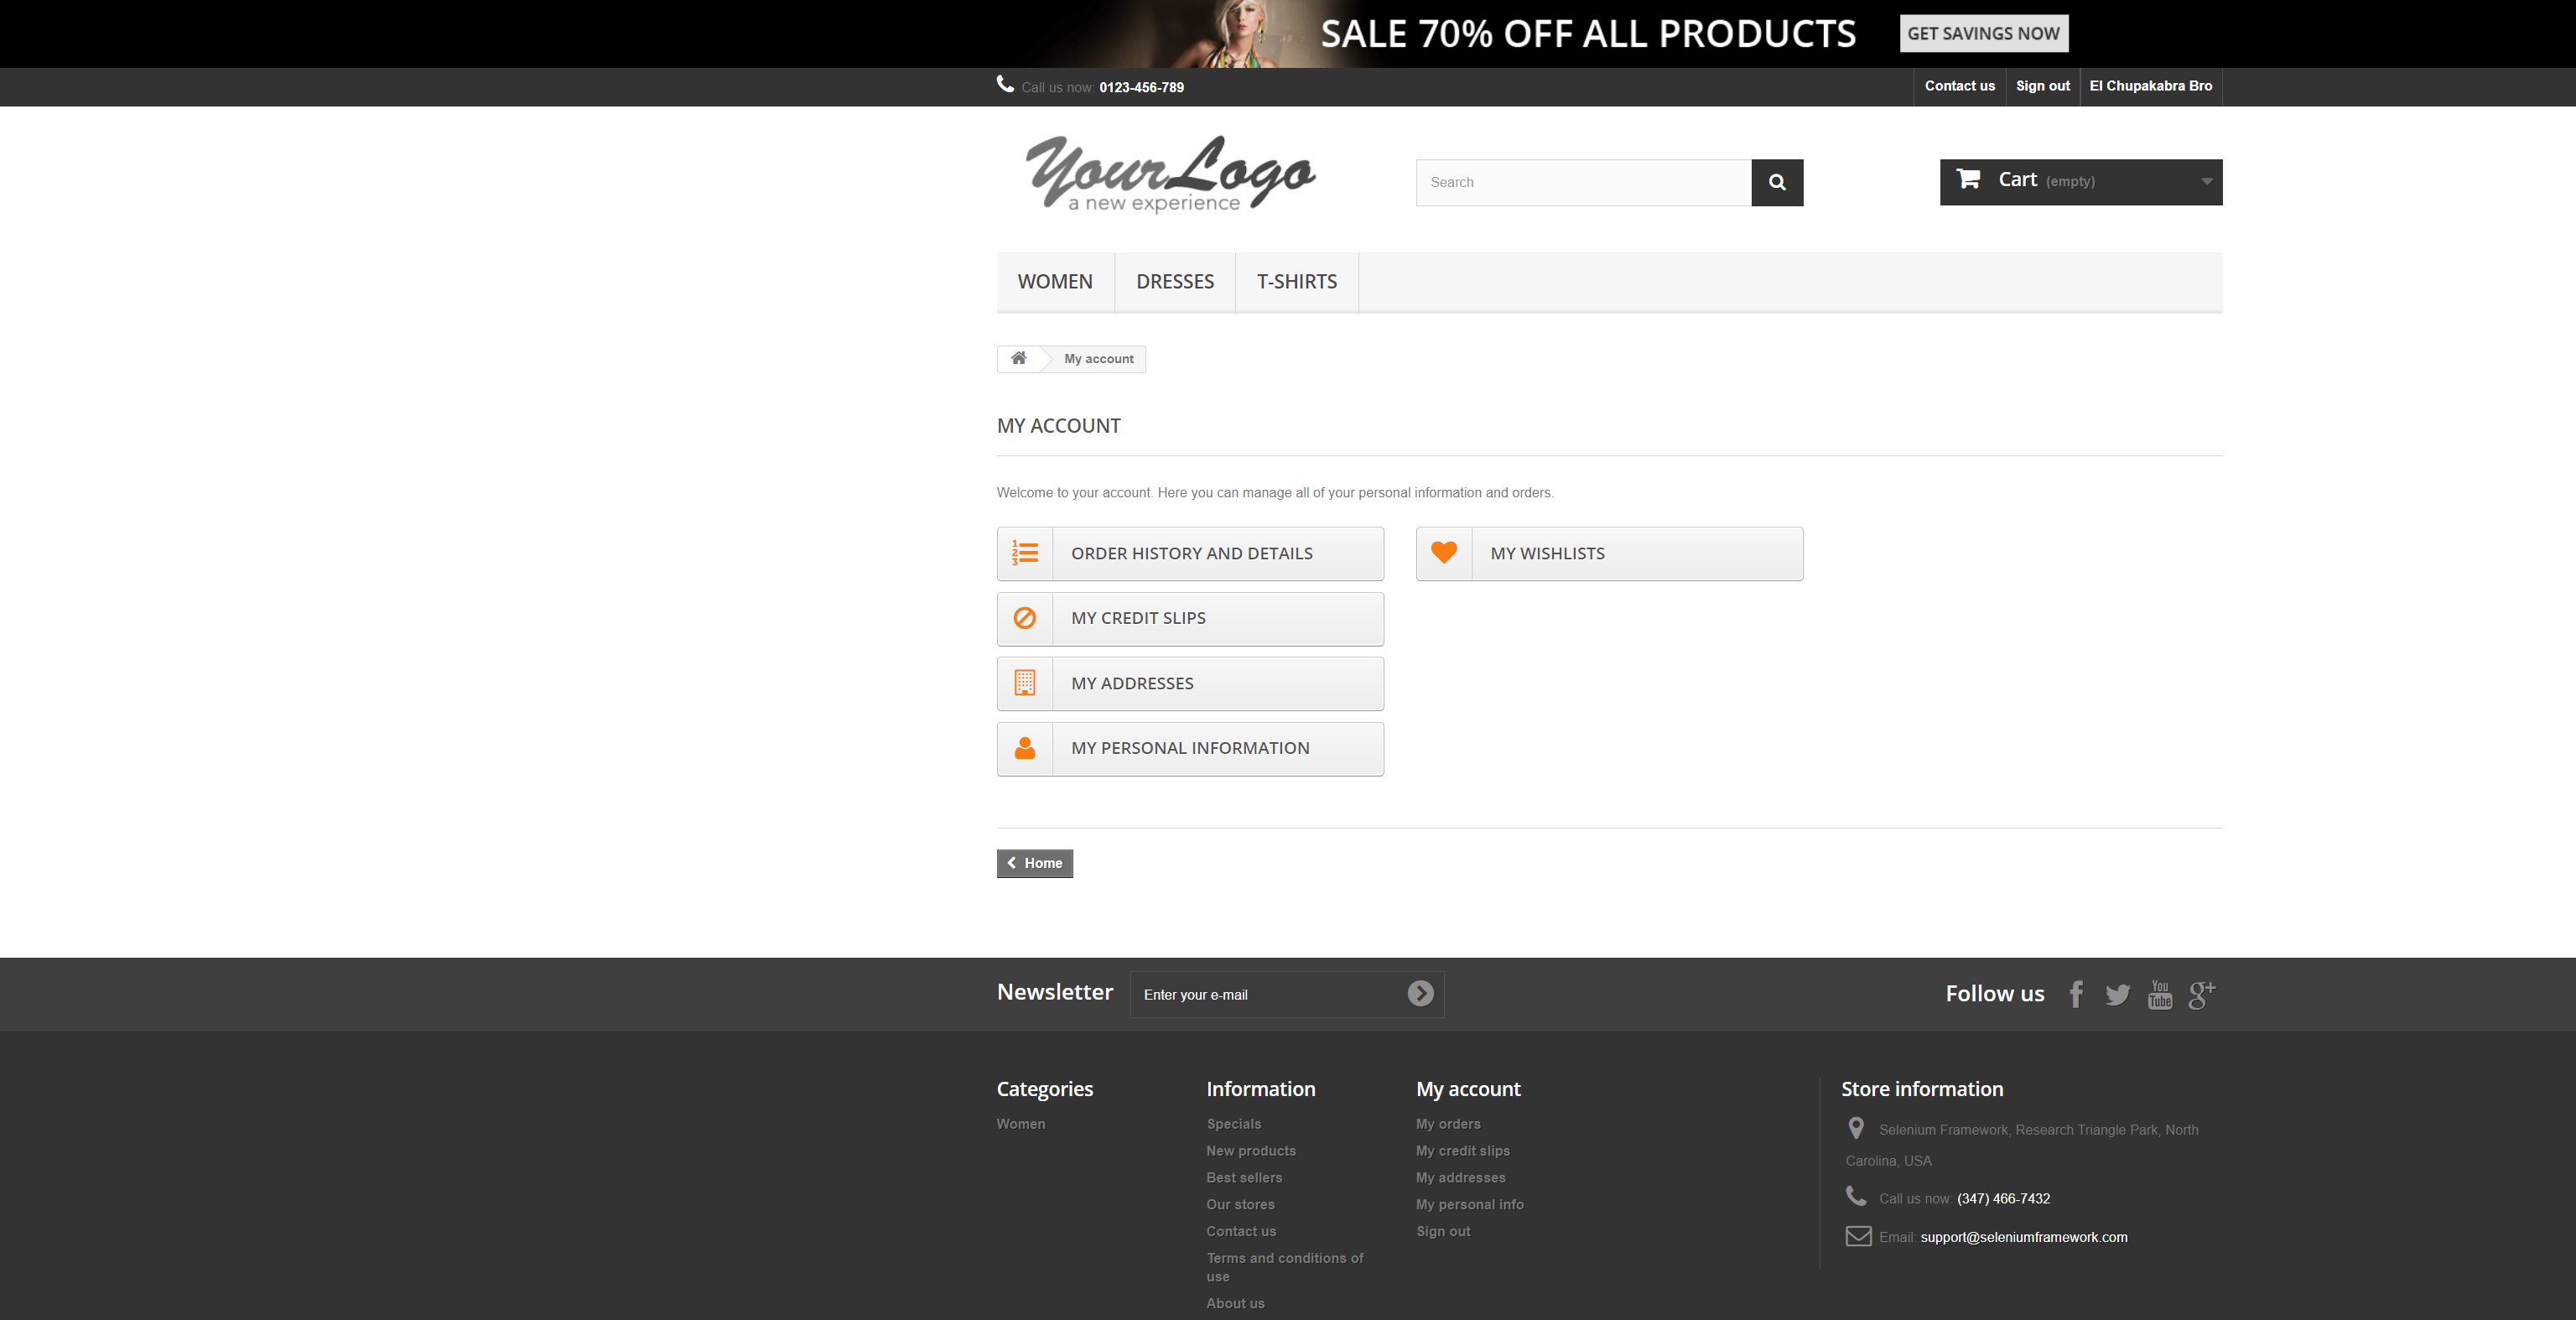 SALE 70% OFF ALL PRODUCTS GET SAVINGS NOW
Call us now: 0123-456-789 Contact us Sign out El Chupakabra Bro
YourLogo
a new experience
Search
Cart (empty)
WOMEN DRESSES T-SHIRTS
My account
MY ACCOUNT
Welcome to your account. Here you can manage all of your personal information and orders.
ORDER HISTORY AND DETAILS
MY CREDIT SLIPS
MY ADDRESSES
MY PERSONAL INFORMATION
MY WISHLISTS
Home
Newsletter Enter your e-mail
Follow us
You
Tube
g+
Categories
Women
Information
Specials
New products
Best sellers
Our stores
Contact us
Terms and conditions of
use
About us
My account
My orders
My credit slips
My addresses
My personal info
Sign out
Store information
Selenium Framework, Research Triangle Park, North
Carolina, USA
Call us now: (347) 466-7432
Email: support@seleniumframework.com